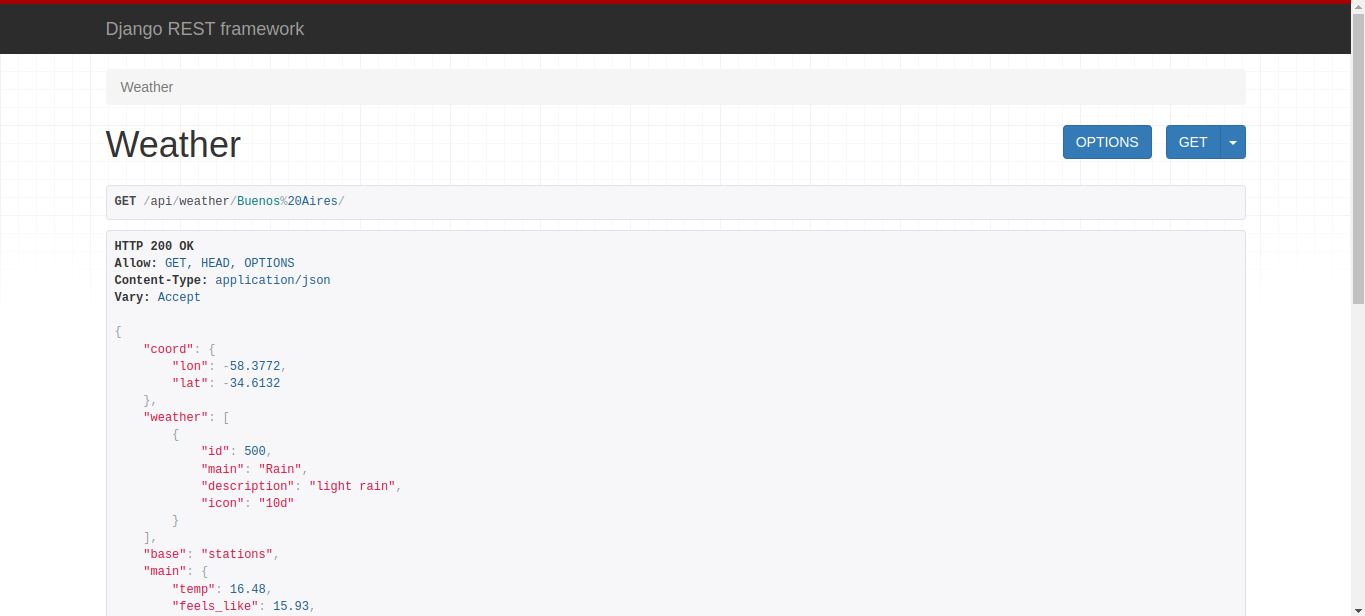 Django REST framework
Weather
Weather
OPTIONS GET
GET /api/weather/Buenos%20Aires/
HTTP 200 OK
Allow: GET, HEAD, OPTIONS
Content-Type: application/json
Vary: Accept
{
    "coord": {
        "lon": -58.3772,
        "lat": -34.6132
    },
    "weather": [
        {
            "id": 500,
            "main": "Rain",
            "description": "light rain",
            "icon": "10d"
        }
    ],
    "base": "stations",
    "main": {
        "temp": 16.48,
        "feels_like": 15.93,